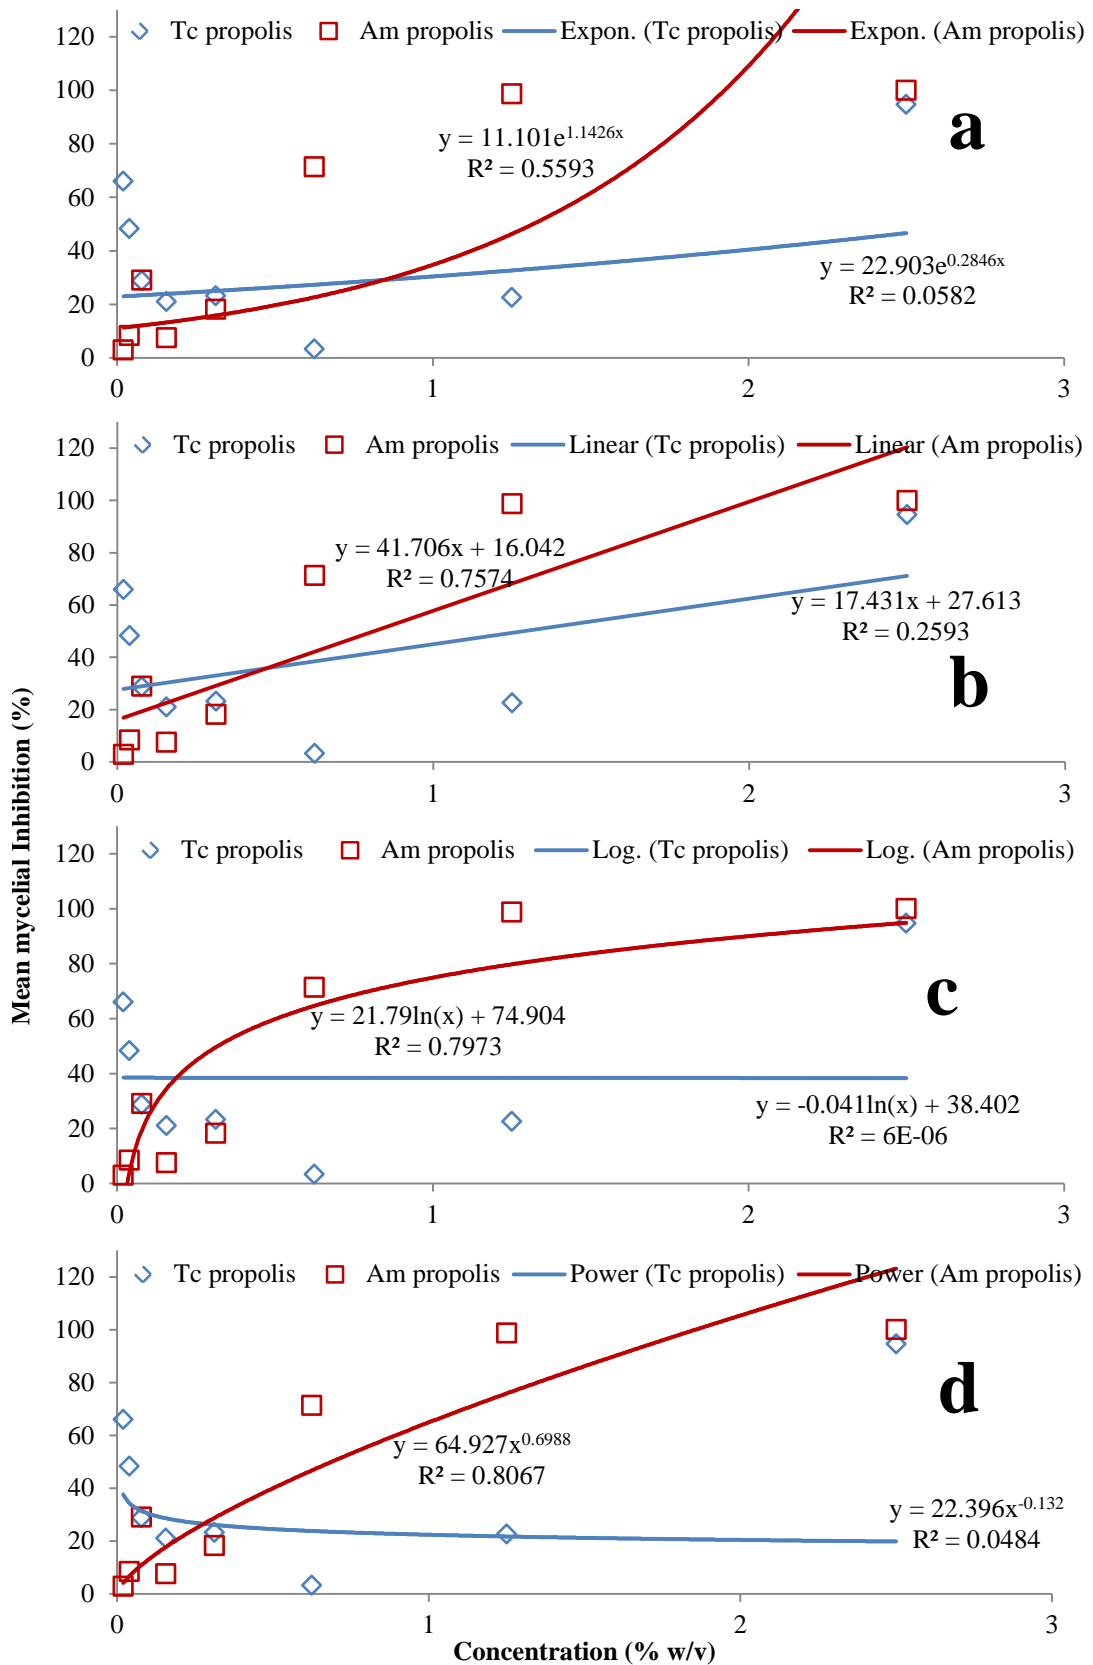 120 Tc propolis Am propolis Expon. (Tc propolis) Expon. (Am propolis)
100
a
y = 11.101e^1.1426x
R² = 0.5593
80
60
40
y = 22.903e^0.2846x
R² = 0.0582
20
0
0 1 2 3
120 Tc propolis Am propolis Linear (Tc propolis) Linear (Am propolis)
100
y = 41.706x + 16.042
R² = 0.7574
80
y = 17.431x + 27.613
R² = 0.2593
60
b
40
20
0
0 1 2 3
Mean mycelial Inhibition (%)
120 Tc propolis Am propolis Log. (Tc propolis) Log. (Am propolis)
100
c
80
y = 21.79ln(x) + 74.904
R² = 0.7973
60
40
y = -0.041ln(x) + 38.402
R² = 6E-06
20
0
0 1 2 3
120 Tc propolis Am propolis Power (Tc propolis) Power (Am propolis)
100
d
80
60
y = 64.927x^0.6988
R² = 0.8067
40
y = 22.396x^-0.132
R² = 0.0484
20
0
0 1 2 3
Concentration (% w/v)